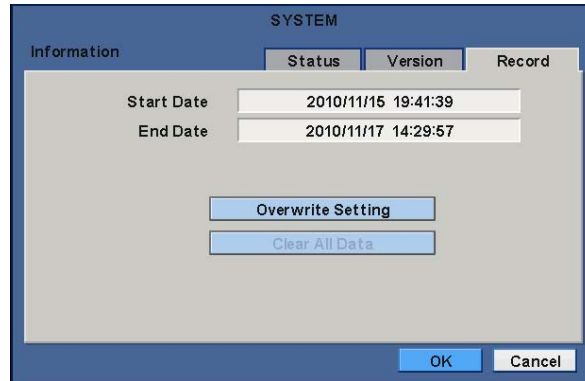 SYSTEM
Information
Status Version Record
Start Date 2010/11/15 19:41:39
End Date 2010/11/17 14:29:57
Overwrite Setting
Clear All Data
OK Cancel